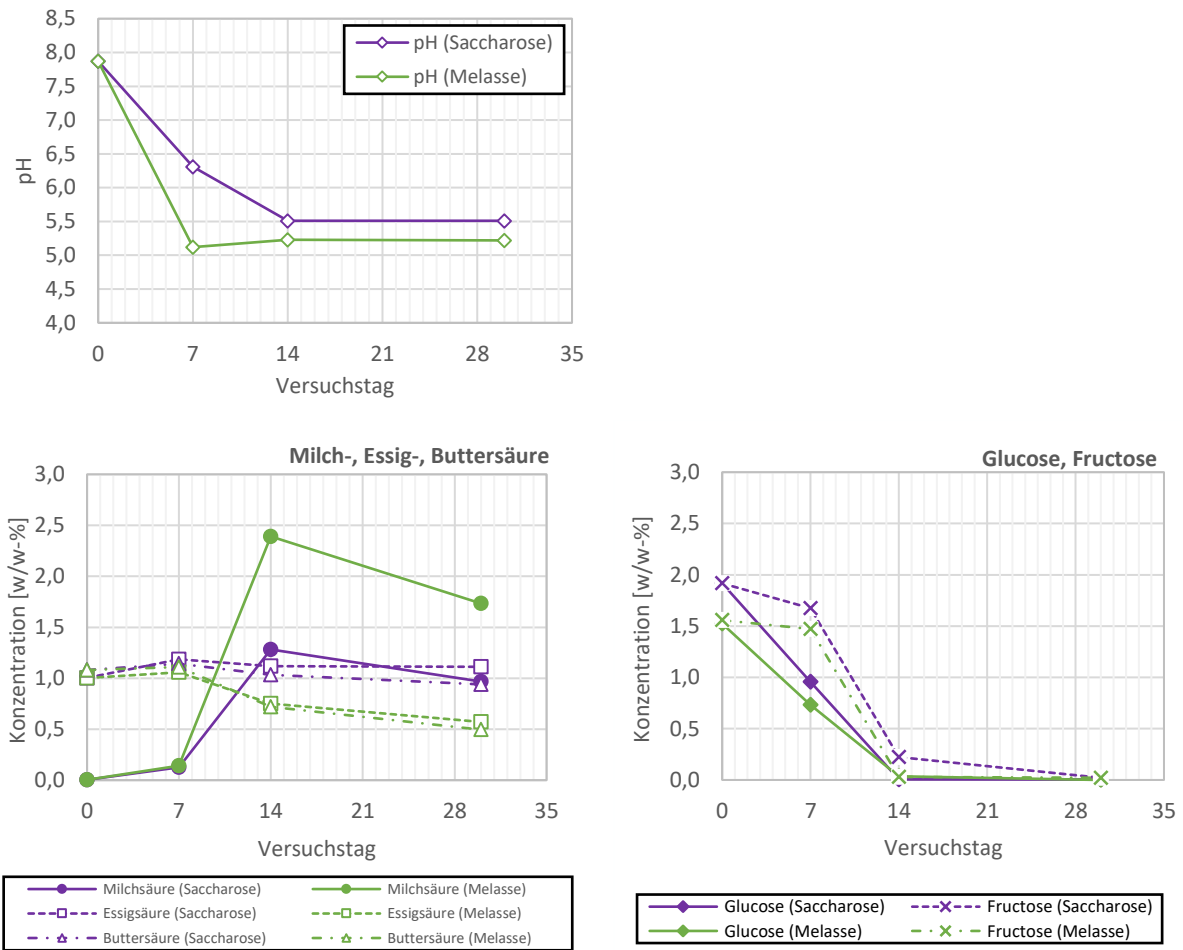 8,5
8,0
7,5
7,0
6,5
6,0
5,5
5,0
4,5
4,0
pH
pH (Saccharose)
pH (Melasse)
0 7 14 21 28 35
Versuchstag
Milch-, Essig-, Buttersäure
3,0
2,5
2,0
1,5
1,0
0,5
0,0
Konzentration [w/w-%]
0 7 14 21 28 35
Versuchstag
Milchsäure (Saccharose) Milchsäure (Melasse)
Essigsäure (Saccharose) Essigsäure (Melasse)
Buttersäure (Saccharose) Buttersäure (Melasse)
Glucose, Fructose
3,0
2,5
2,0
1,5
1,0
0,5
0,0
Konzentration [w/w-%]
0 7 14 21 28 35
Versuchstag
Glucose (Saccharose) Fructose (Saccharose)
Glucose (Melasse) Fructose (Melasse)